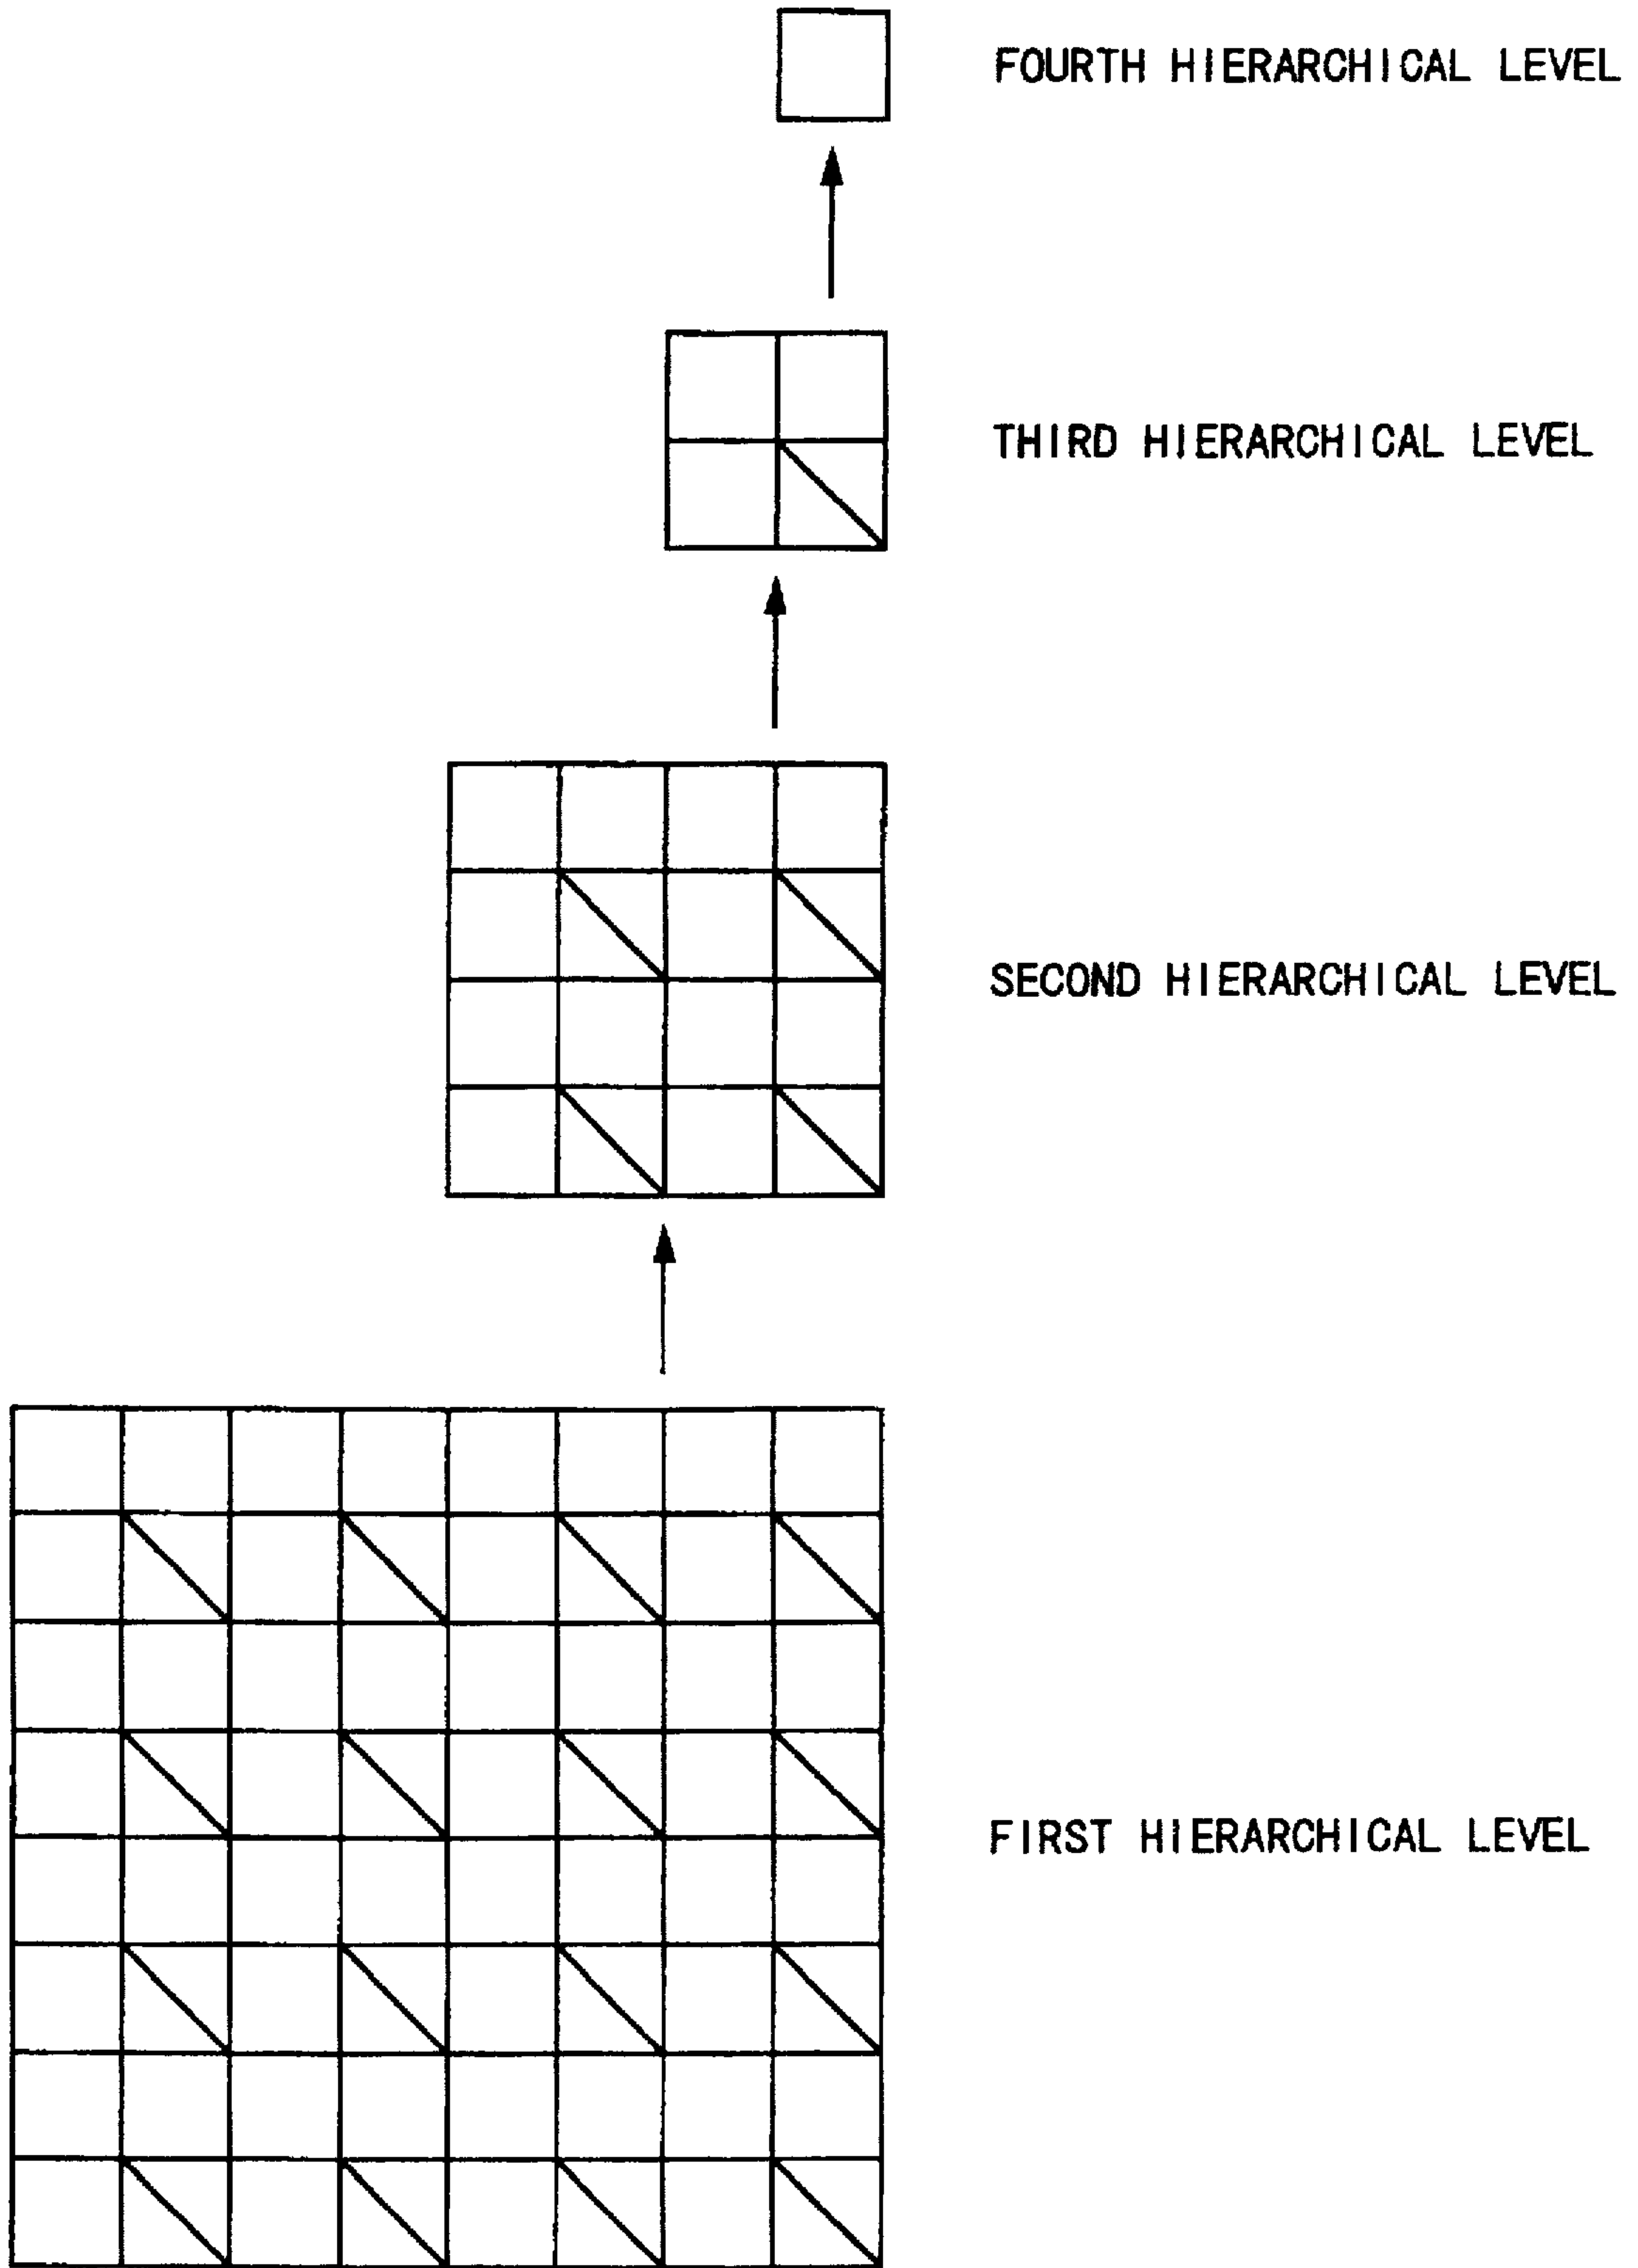 FOURTH HIERARCHICAL LEVEL
THIRD HIERARCHICAL LEVEL
SECOND HIERARCHICAL LEVEL
FIRST HIERARCHICAL LEVEL